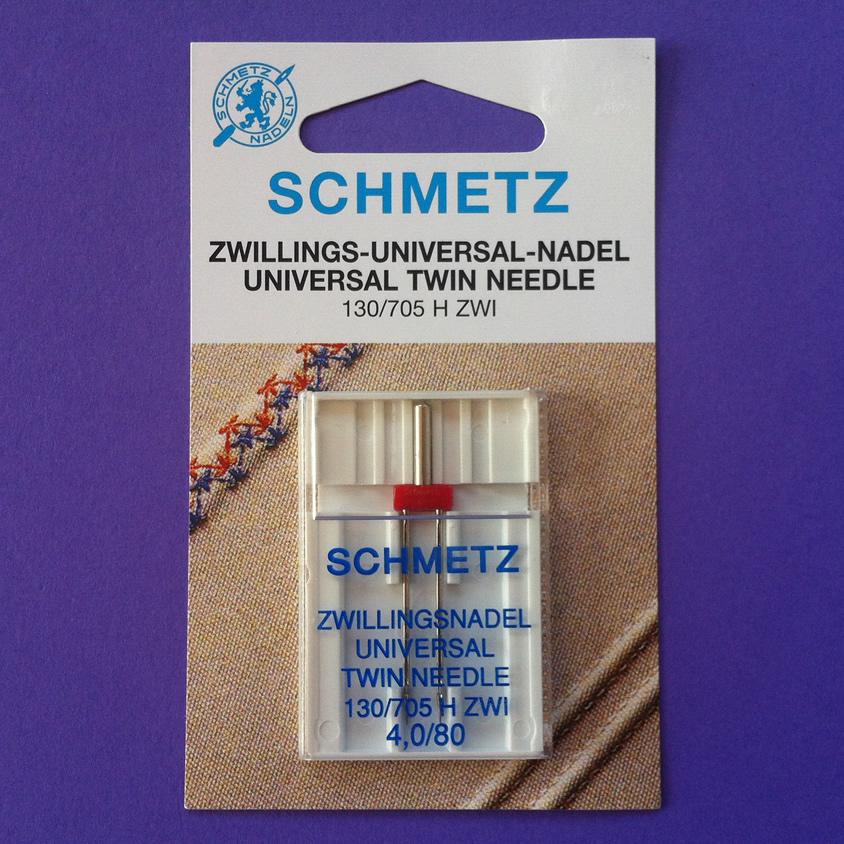 SCHMETZ
NADELN
SCHMETZ
ZWILLINGS-UNIVERSAL-NADEL
UNIVERSAL TWIN NEEDLE
130/705 H ZWI
SCHMETZ
ZWILLINGSNADEL
UNIVERSAL
TWIN NEEDLE
130/705 H ZWI
4,0/80